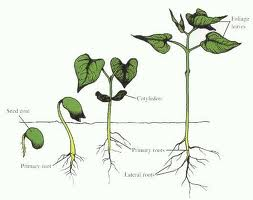 Foliage
leaves
Cotyledon
Seed coat
Primary root
Primary roots
Lateral roots